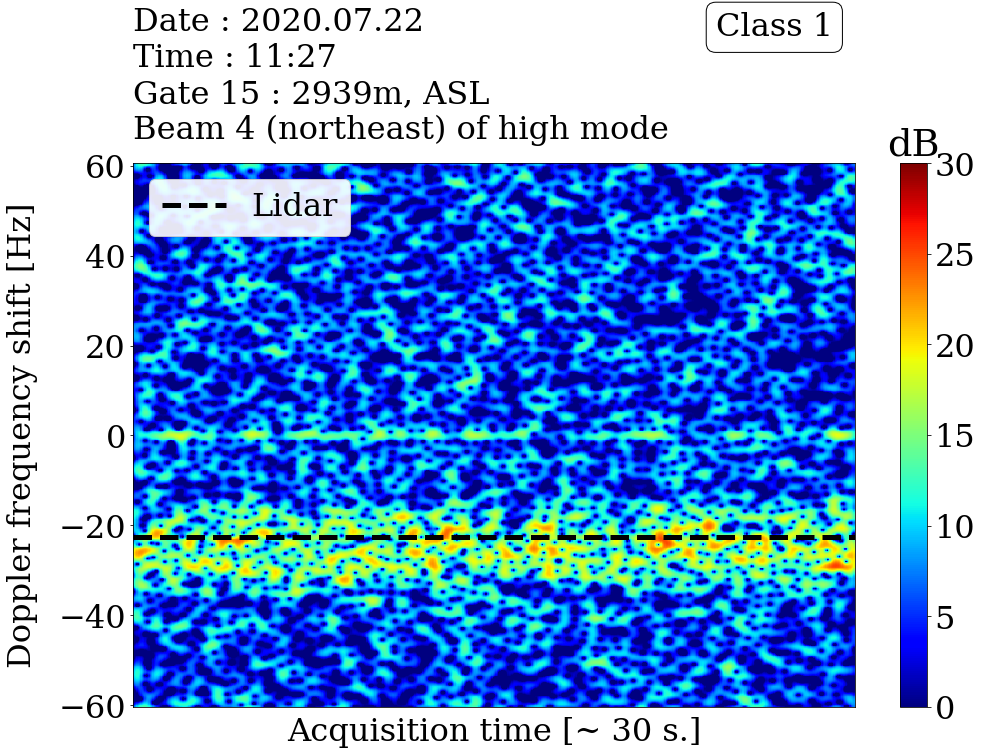 Date : 2020.07.22
Time : 11:27
Gate 15 : 2939m, ASL
Beam 4 (northeast) of high mode
Class 1
dB
Lidar
Doppler frequency shift [Hz]
60
40
20
0
−20
−40
−60
Acquisition time [~ 30 s.]
30
25
20
15
10
5
0